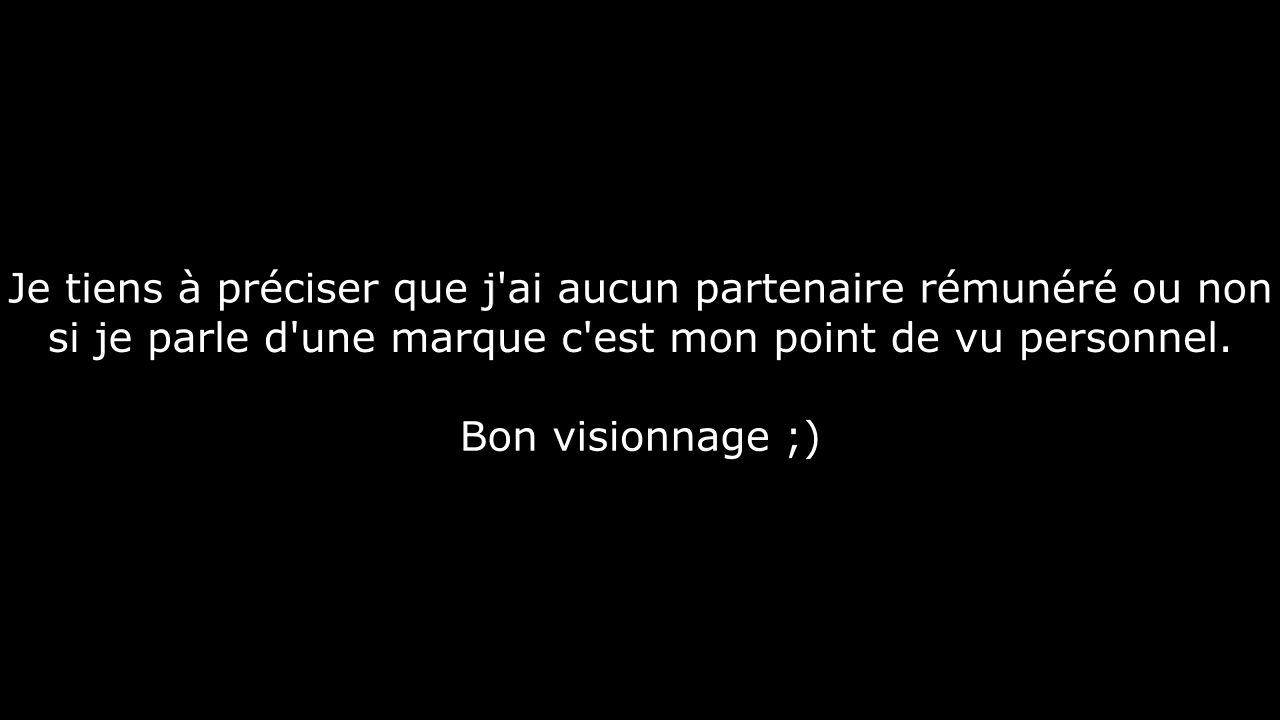 Je tiens à préciser que j'ai aucun partenaire rémunéré ou non
si je parle d'une marque c'est mon point de vu personnel.
Bon visionnage ;)